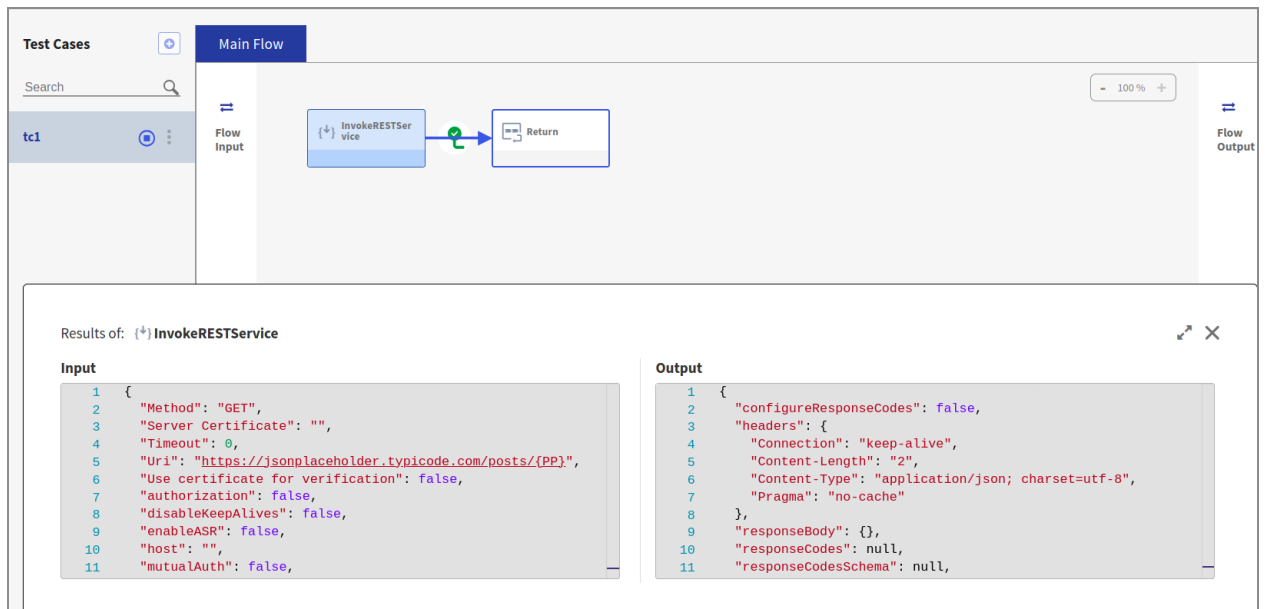 Test Cases
Main Flow
Search
tc1
Flow
Input
InvokeRESTSer
vice
Return
- 100 % +
Flow
Output
Results of: {} InvokeRESTService
Input
1 {
2 "Method": "GET",
3 "Server Certificate": "",
4 "Timeout": 0,
5 "Uri": "https://jsonplaceholder.typicode.com/posts/{PP}",
6 "Use certificate for verification": false,
7 "authorization": false,
8 "disableKeepAlives": false,
9 "enableASR": false,
10 "host": "",
11 "mutualAuth": false,
Output
1 {
2 "configureResponseCodes": false,
3 "headers": {
4 "Connection": "keep-alive",
5 "Content-Length": "2",
6 "Content-Type": "application/json; charset=utf-8",
7 "Pragma": "no-cache"
8 },
9 "responseBody": {},
10 "responseCodes": null,
11 "responseCodesSchema": null,